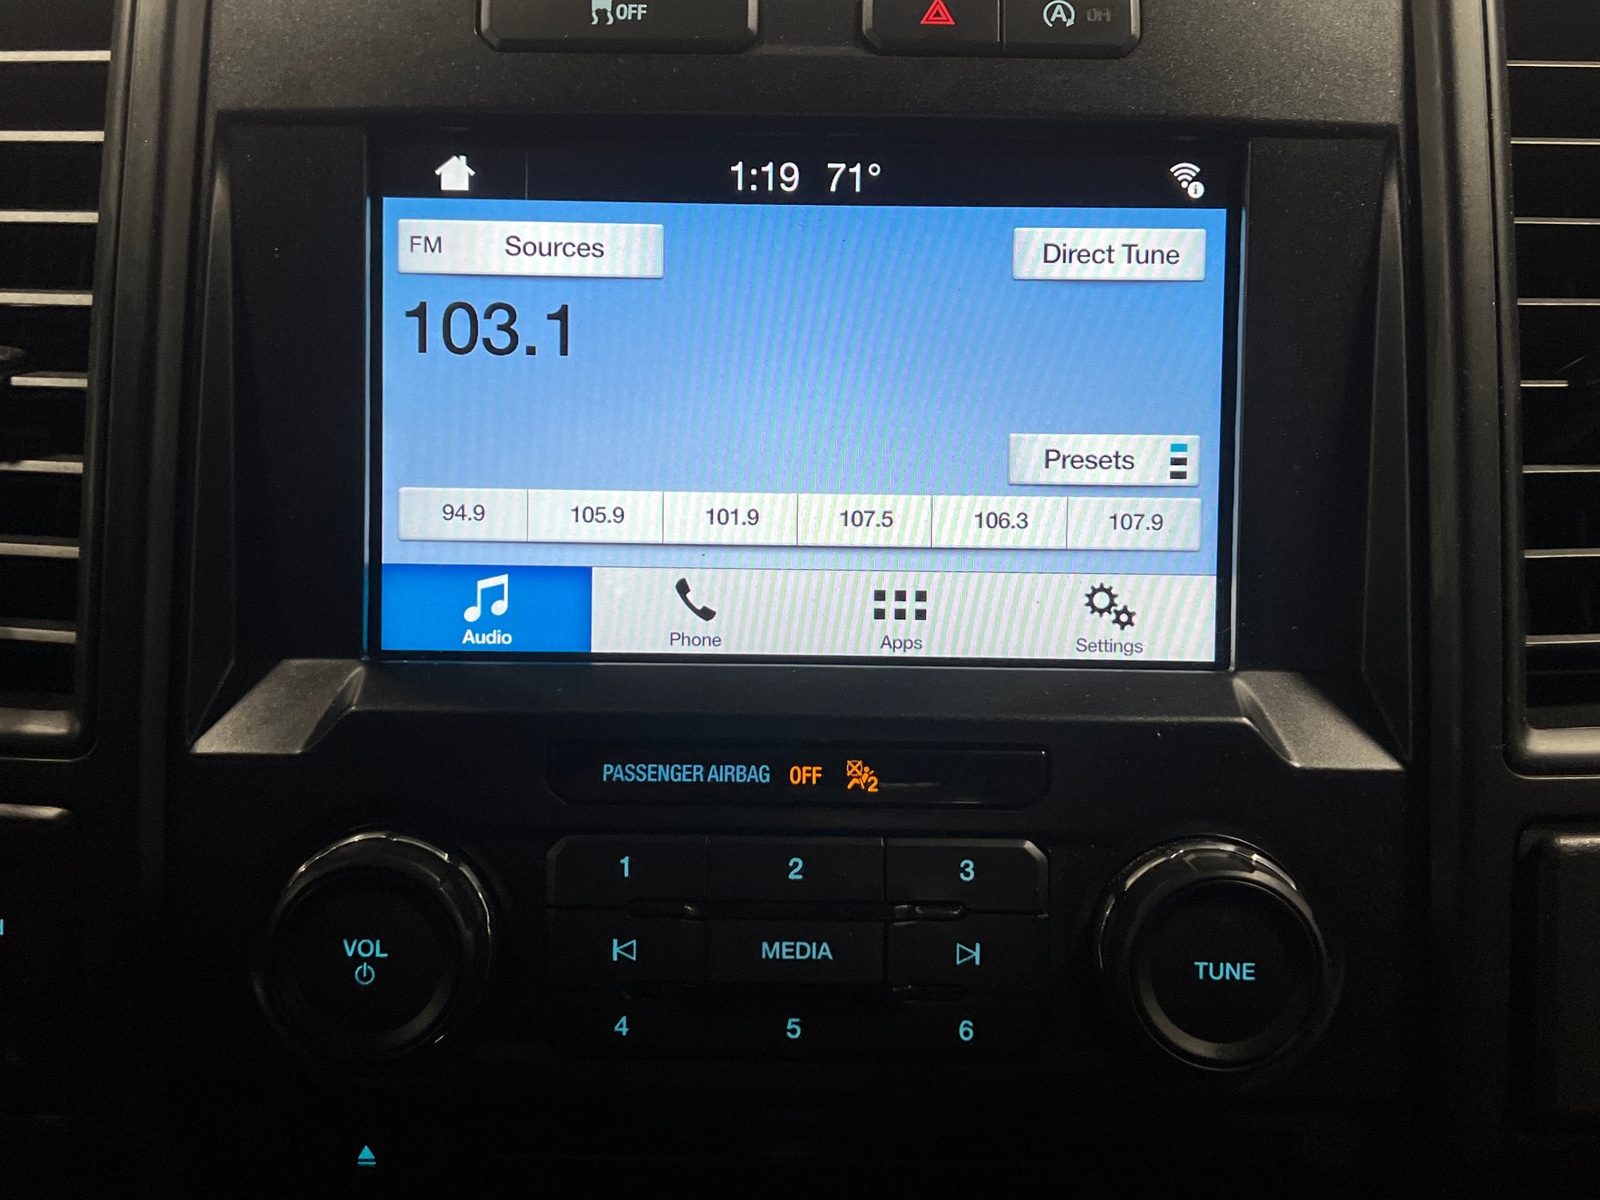 OFF
A
1:19 71°
FM Sources
Direct Tune
103.1
Presets
94.9 105.9 101.9 107.5 106.3 107.9
Audio Phone Apps Settings
PASSENGER AIRBAG OFF 2
1 2 3
VOL
MEDIA
TUNE
4 5 6